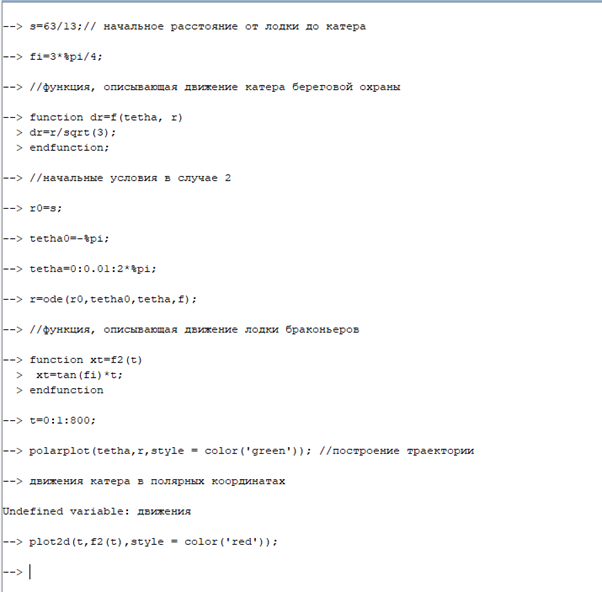 --> s=63/13;// начальное расстояние от лодки до катера
--> fi=3*%pi/4;
--> //функция, описывающая движение катера береговой охраны
--> function dr=f(tetha, r)
> dr=r/sqrt(3);
> endfunction;
--> //начальные условия в случае 2
--> r0=s;
--> tetha0=-%pi;
--> tetha=0:0.01:2*%pi;
--> r=ode(r0,tetha0,tetha,f);
--> //функция, описывающая движение лодки браконьеров
--> function xt=f2(t)
> xt=tan(fi)*t;
> endfunction
--> t=0:1:800;
--> polarplot(tetha,r,style = color('green')); //построение траектории
--> движения катера в полярных координатах
Undefined variable: движения
--> plot2d(t,f2(t),style = color('red'));
-->